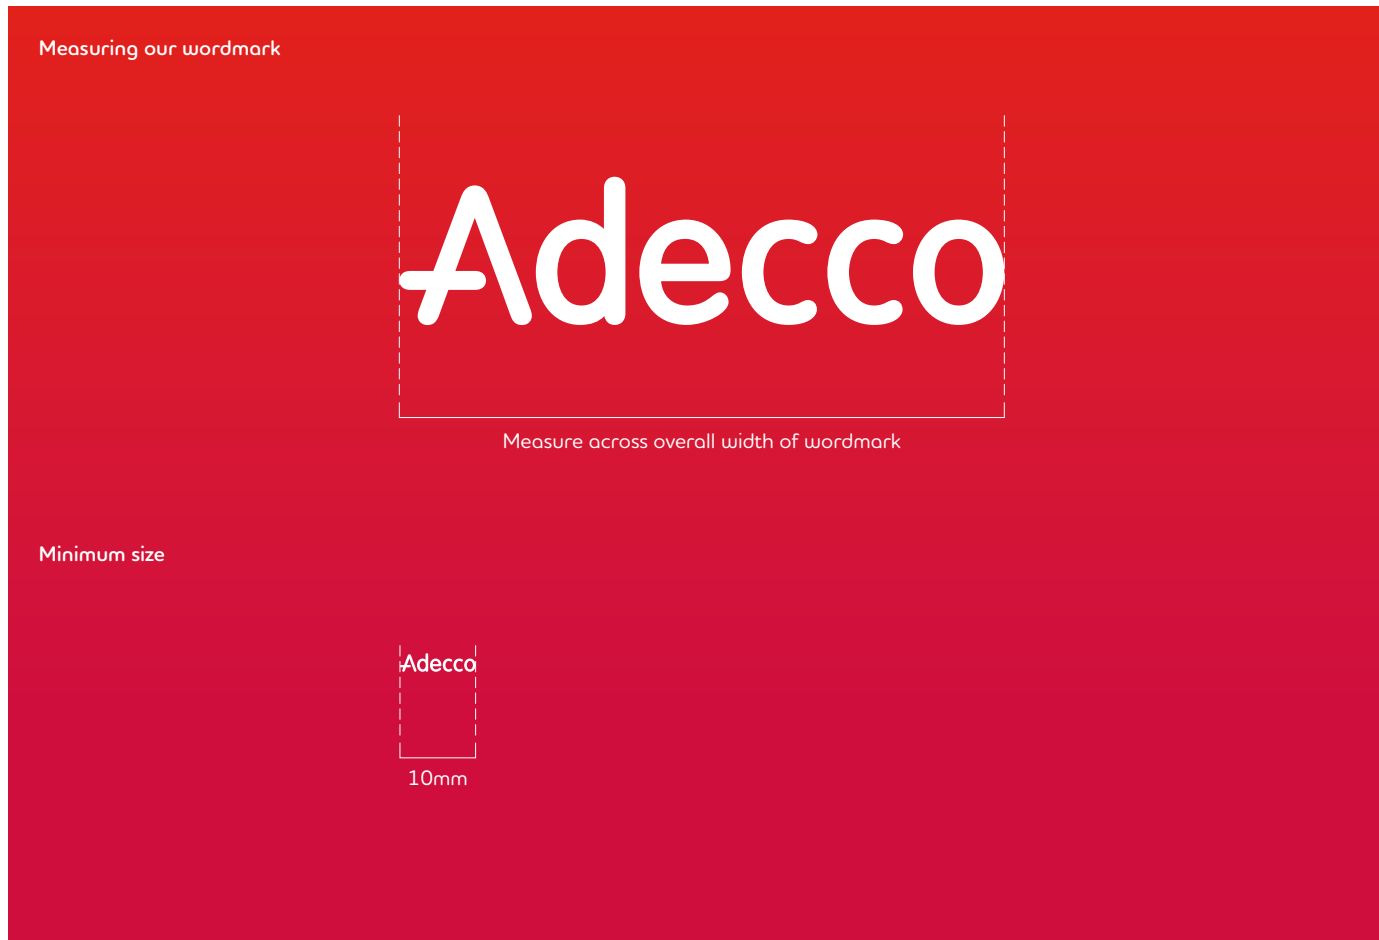 Measuring our wordmark
Adecco
Measure across overall width of wordmark
Minimum size
Adecco
10mm